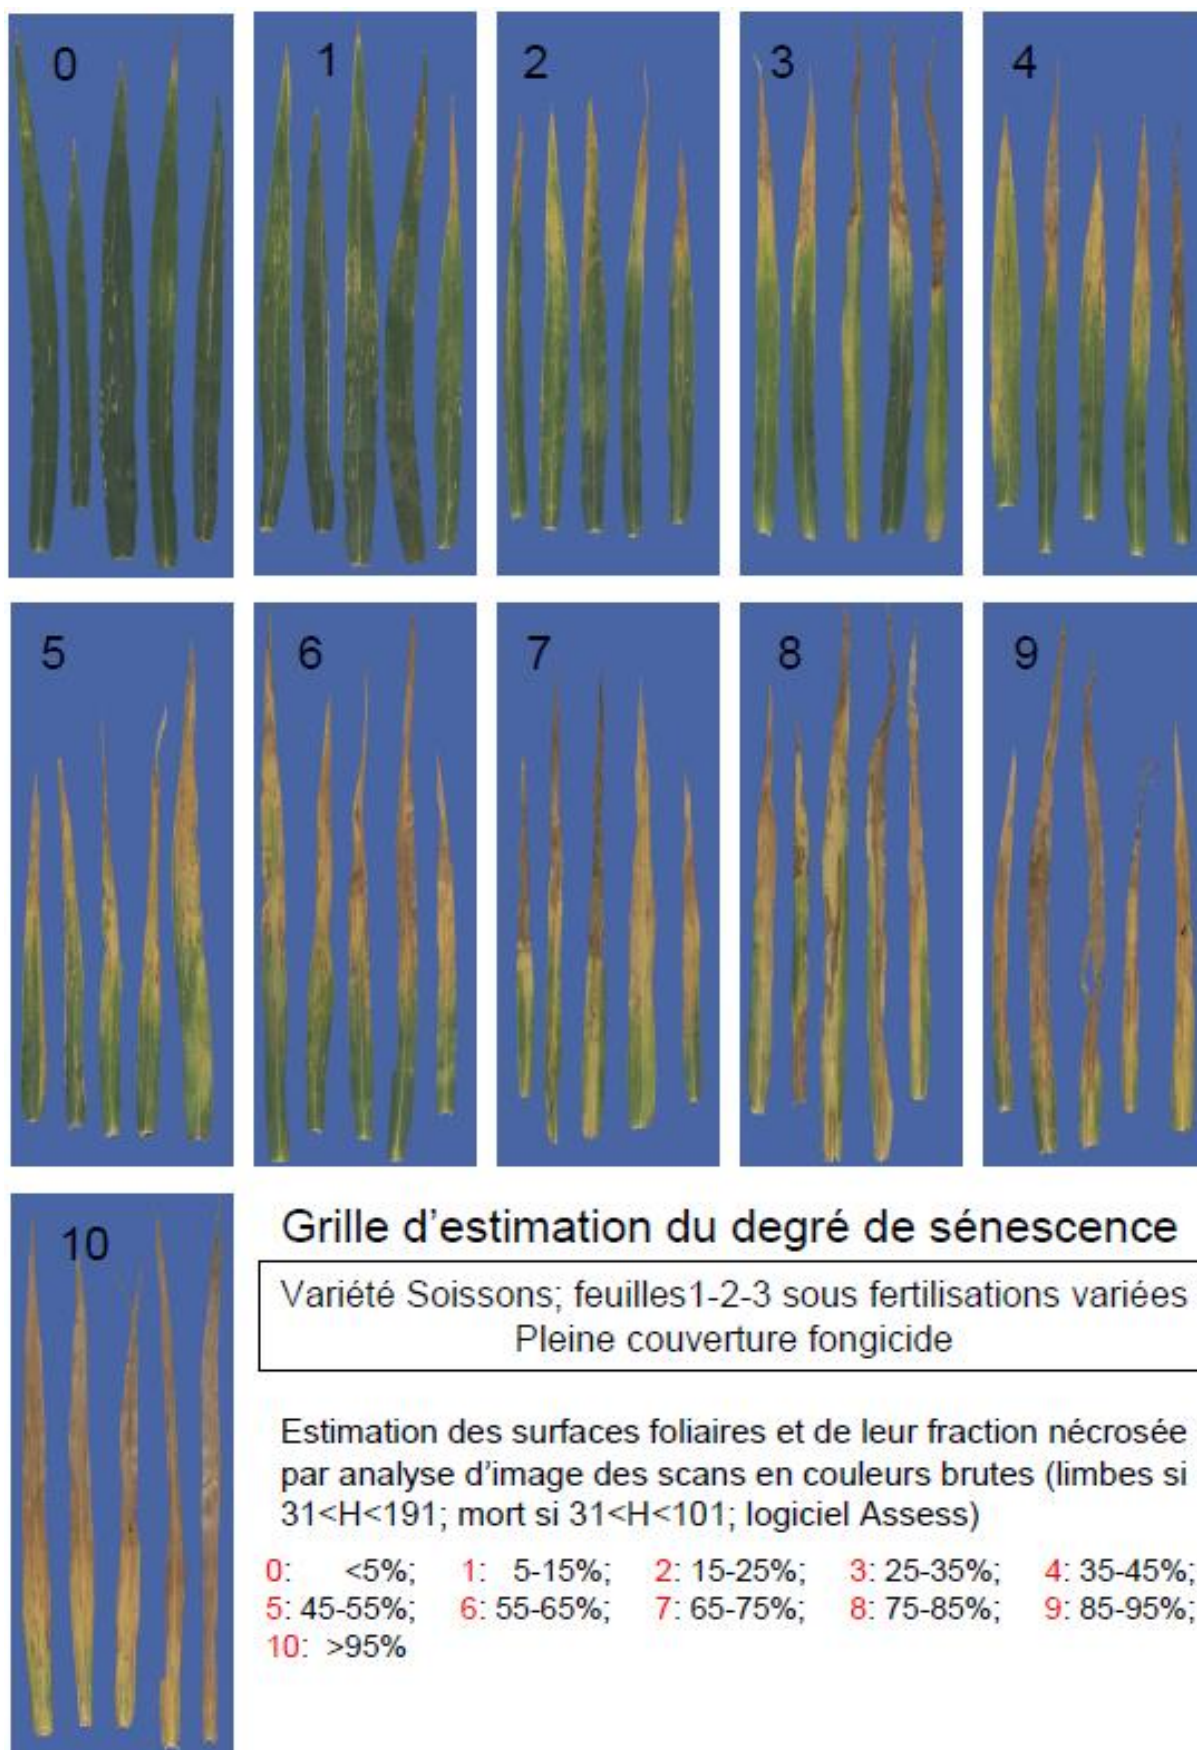 0 1 2 3 4
5 6 7 8 9
10
Grille d'estimation du degré de sénescence
Variété Soissons; feuilles1-2-3 sous fertilisations variées
Pleine couverture fongicide
Estimation des surfaces foliaires et de leur fraction nécrosée
par analyse d'image des scans en couleurs brutes (limbes si
31<H<191; mort si 31<H<101; logiciel Assess)
0: <5%; 1: 5-15%; 2: 15-25%; 3: 25-35%; 4: 35-45%;
5: 45-55%; 6: 55-65%; 7: 65-75%; 8: 75-85%; 9: 85-95%;
10: >95%